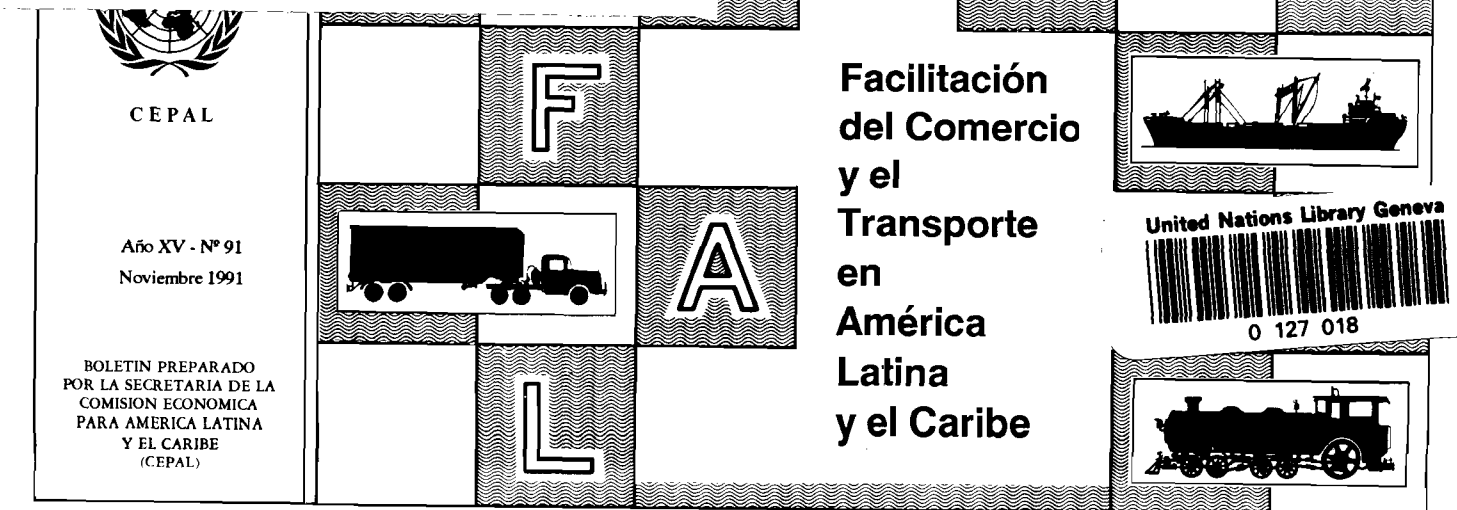 CEPAL
Año XV - Nº 91
Noviembre 1991
BOLETIN PREPARADO
POR LA SECRETARIA DE LA
COMISION ECONOMICA
PARA AMERICA LATINA
Y EL CARIBE
(CEPAL)
F
A
L
Facilitación
del Comercio
y el
Transporte
en
América
Latina
y el Caribe
United Nations Library Geneva
0 127 018